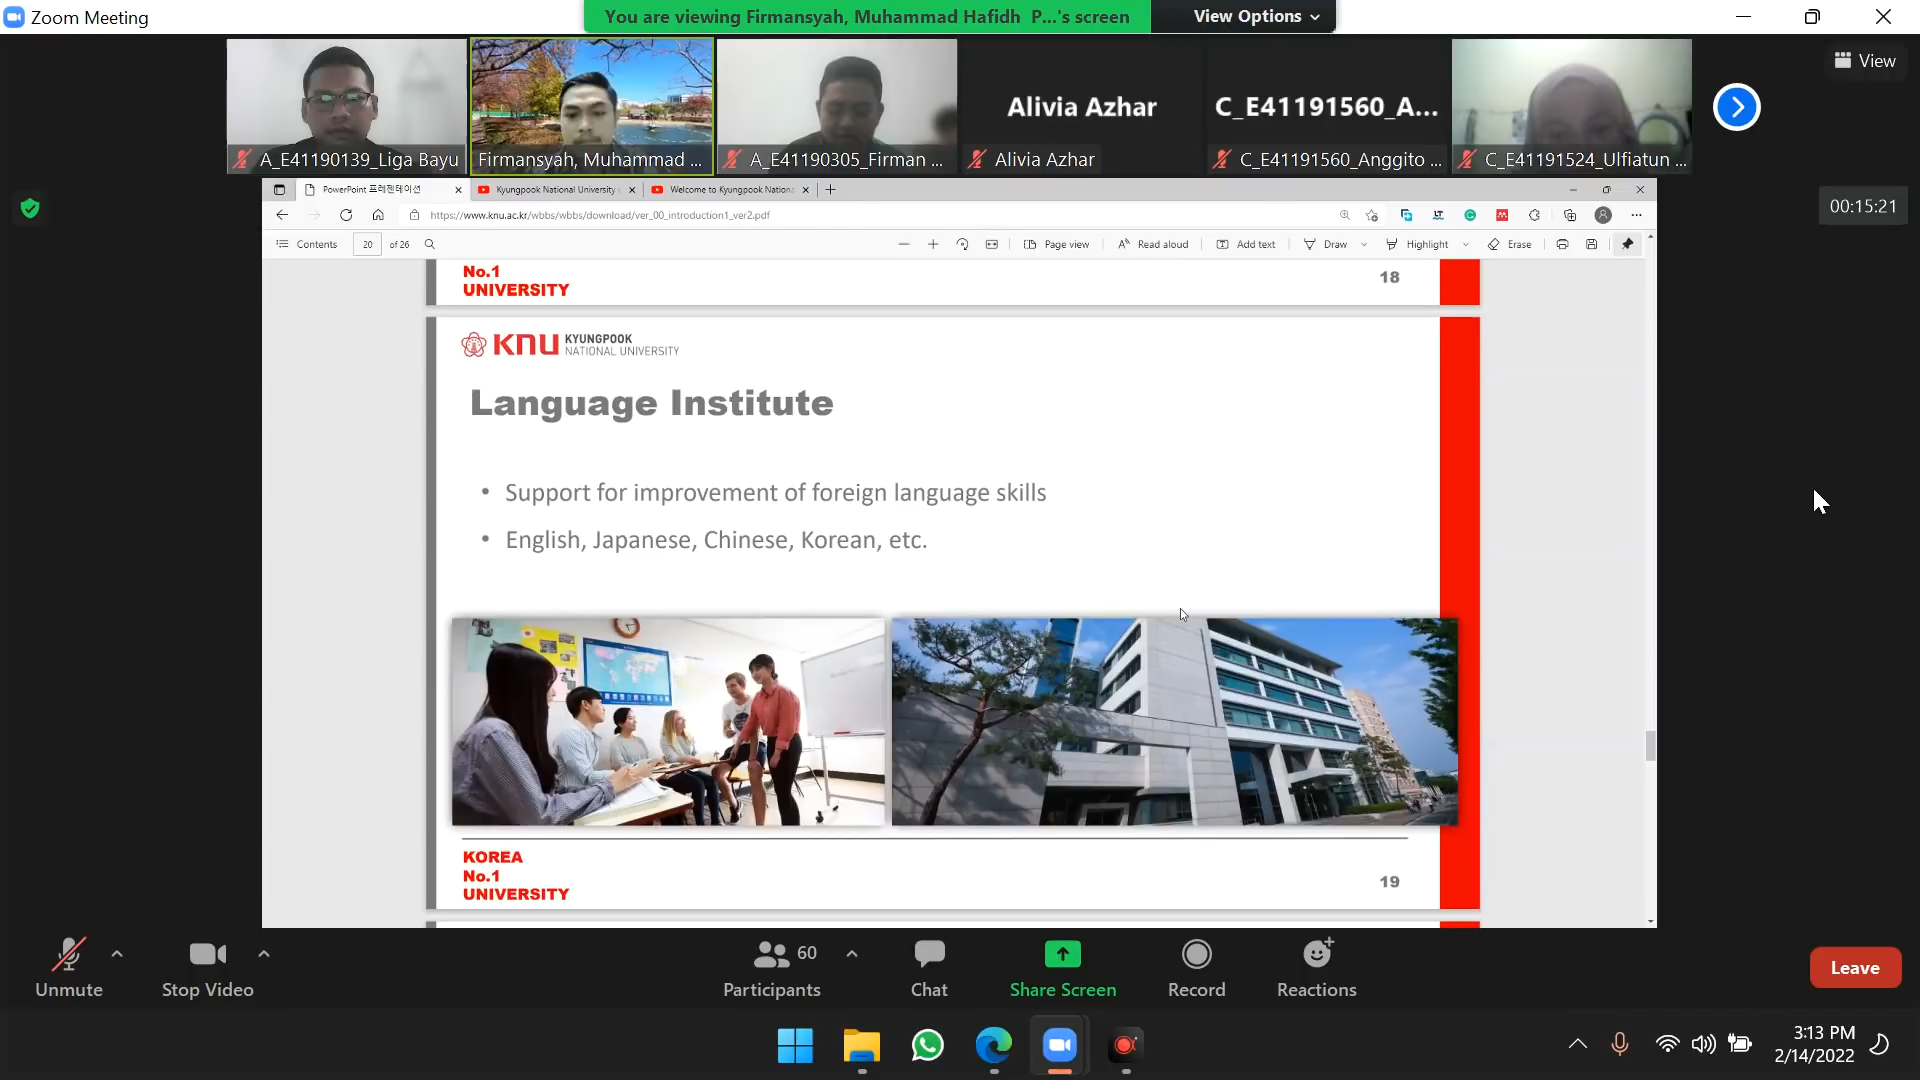 Zoom Meeting
You are viewing Firmansyah, Muhammad Hafidh P...'s screen
View Options
View
Alivia Azhar
C_E41191560_A...
A_E41190139_Liga Bayu
Firmansyah, Muhammad ...
A_E41190305_Firman ...
Alivia Azhar
C_E41191560_Anggito ...
C_E41191524_Ulfiatun ...
00:15:21
PowerPoint 프레젠테이션
Kyungpook National University
Welcome to Kyungpook Nationa
https://www.knu.ac.kr/wbbs/wbbs/download/ver_00_introduction1_ver2.pdf
Contents 20 of 26
Page view
Read aloud
Add text
Draw
Highlight
Erase
No.1
UNIVERSITY
18
KNU KYUNGPOOK
NATIONAL UNIVERSITY
Language Institute
• Support for improvement of foreign language skills
• English, Japanese, Chinese, Korean, etc.
KOREA
No.1
UNIVERSITY
19
Unmute
Stop Video
60
Participants
Chat
Share Screen
Record
Reactions
Leave
3:13 PM
2/14/2022